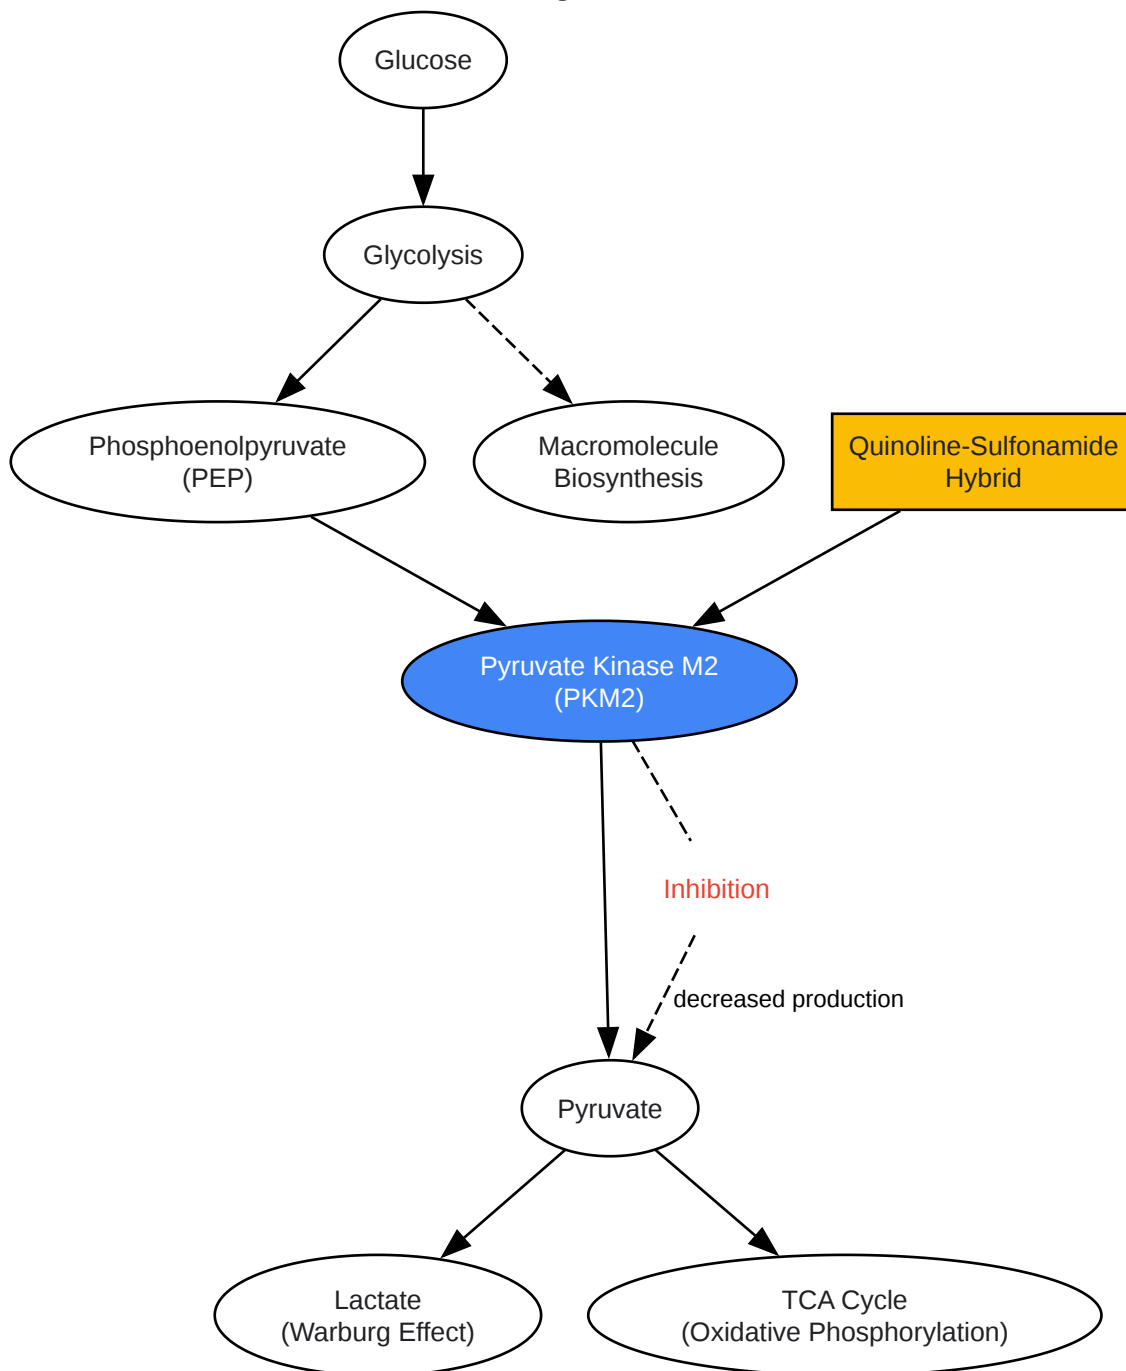 Glucose
Glycolysis
Phosphoenolpyruvate
(PEP)
Macromolecule
Biosynthesis
Quinoline-Sulfonamide
Hybrid
Pyruvate Kinase M2
(PKM2)
Inhibition
decreased production
Pyruvate
Lactate
(Warburg Effect)
TCA Cycle
(Oxidative Phosphorylation)